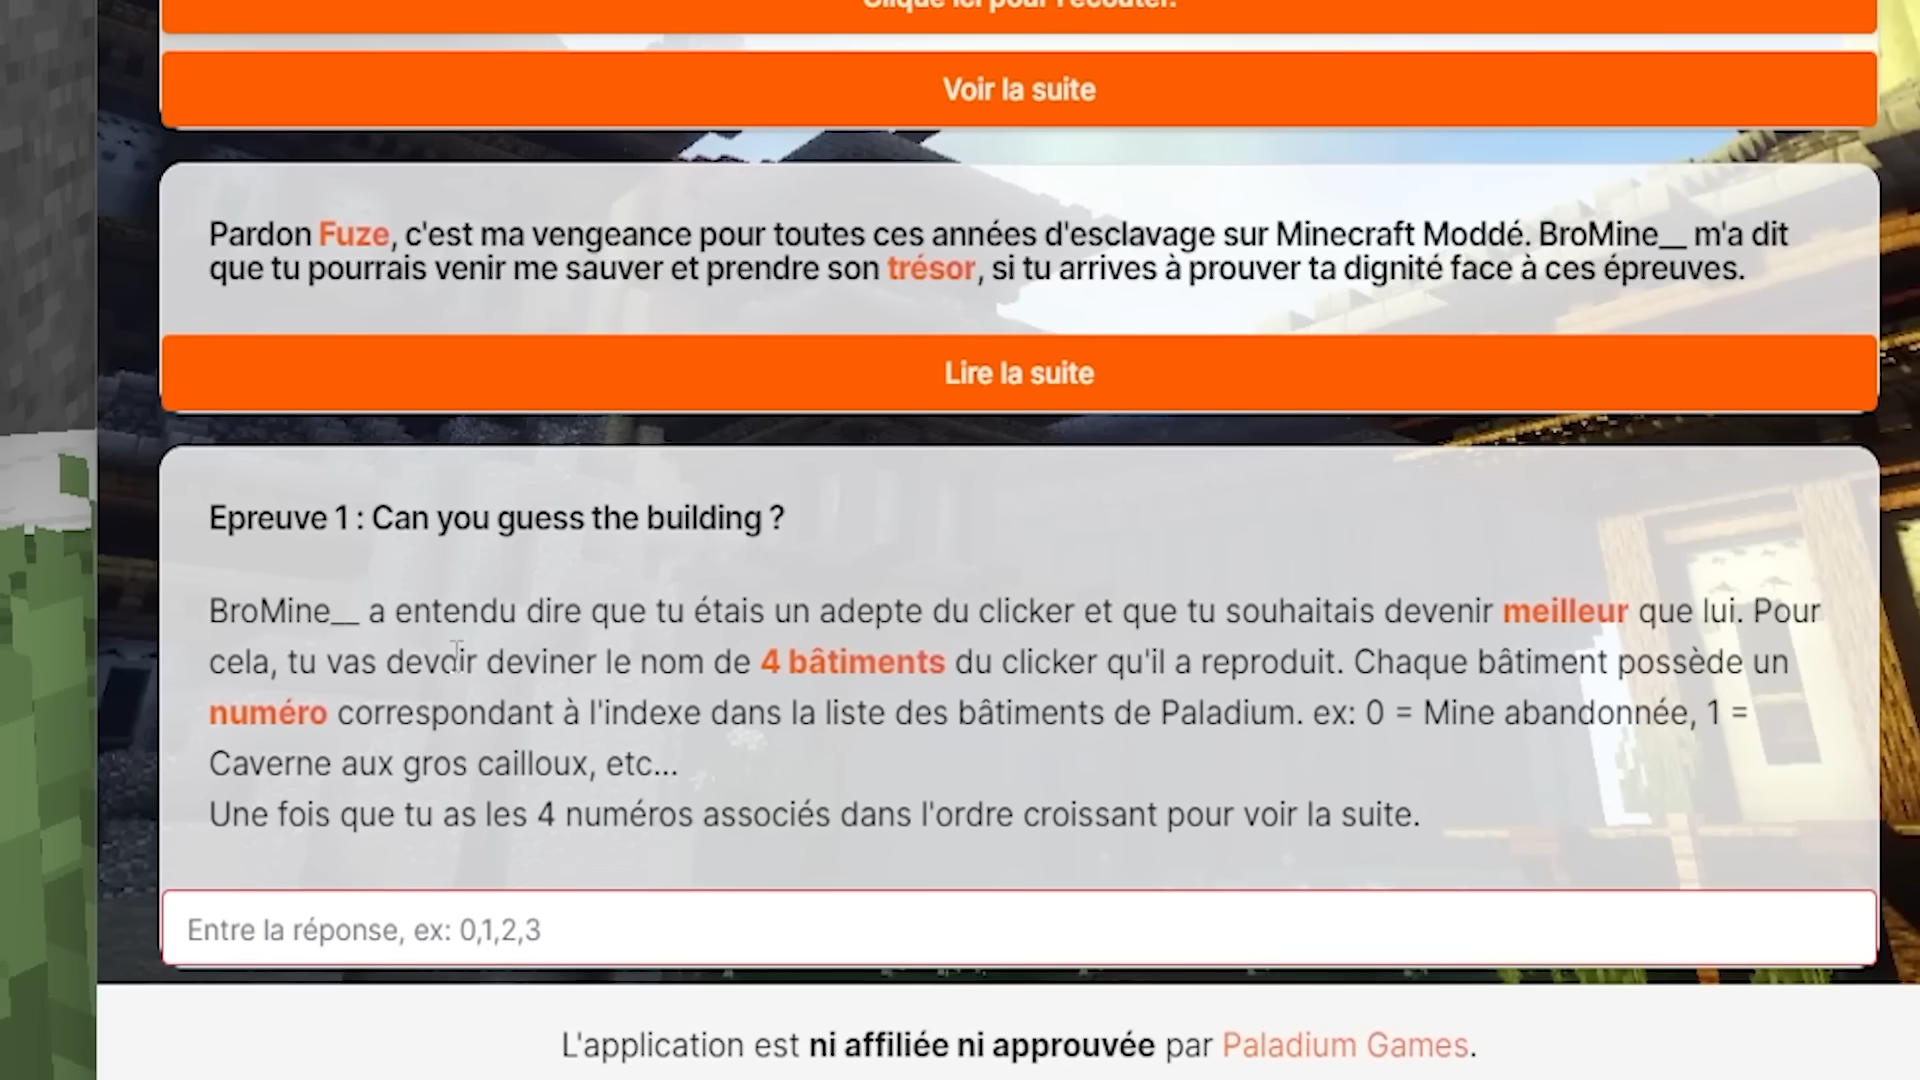 Clique ici pour l'écouter.
Voir la suite
Pardon Fuze, c'est ma vengeance pour toutes ces années d'esclavage sur Minecraft Moddé. BroMine__ m'a dit
que tu pourrais venir me sauver et prendre son trésor, si tu arrives à prouver ta dignité face à ces épreuves.
Lire la suite
Epreuve 1 : Can you guess the building ?
BroMine__ a entendu dire que tu étais un adepte du clicker et que tu souhaitais devenir meilleur que lui. Pour
cela, tu vas devoir deviner le nom de 4 bâtiments du clicker qu'il a reproduit. Chaque bâtiment possède un
numéro correspondant à l'indexe dans la liste des bâtiments de Paladium. ex: 0 = Mine abandonnée, 1 =
Caverne aux gros cailloux, etc...
Une fois que tu as les 4 numéros associés dans l'ordre croissant pour voir la suite.
Entre la réponse, ex: 0,1,2,3
L'application est ni affiliée ni approuvée par Paladium Games.